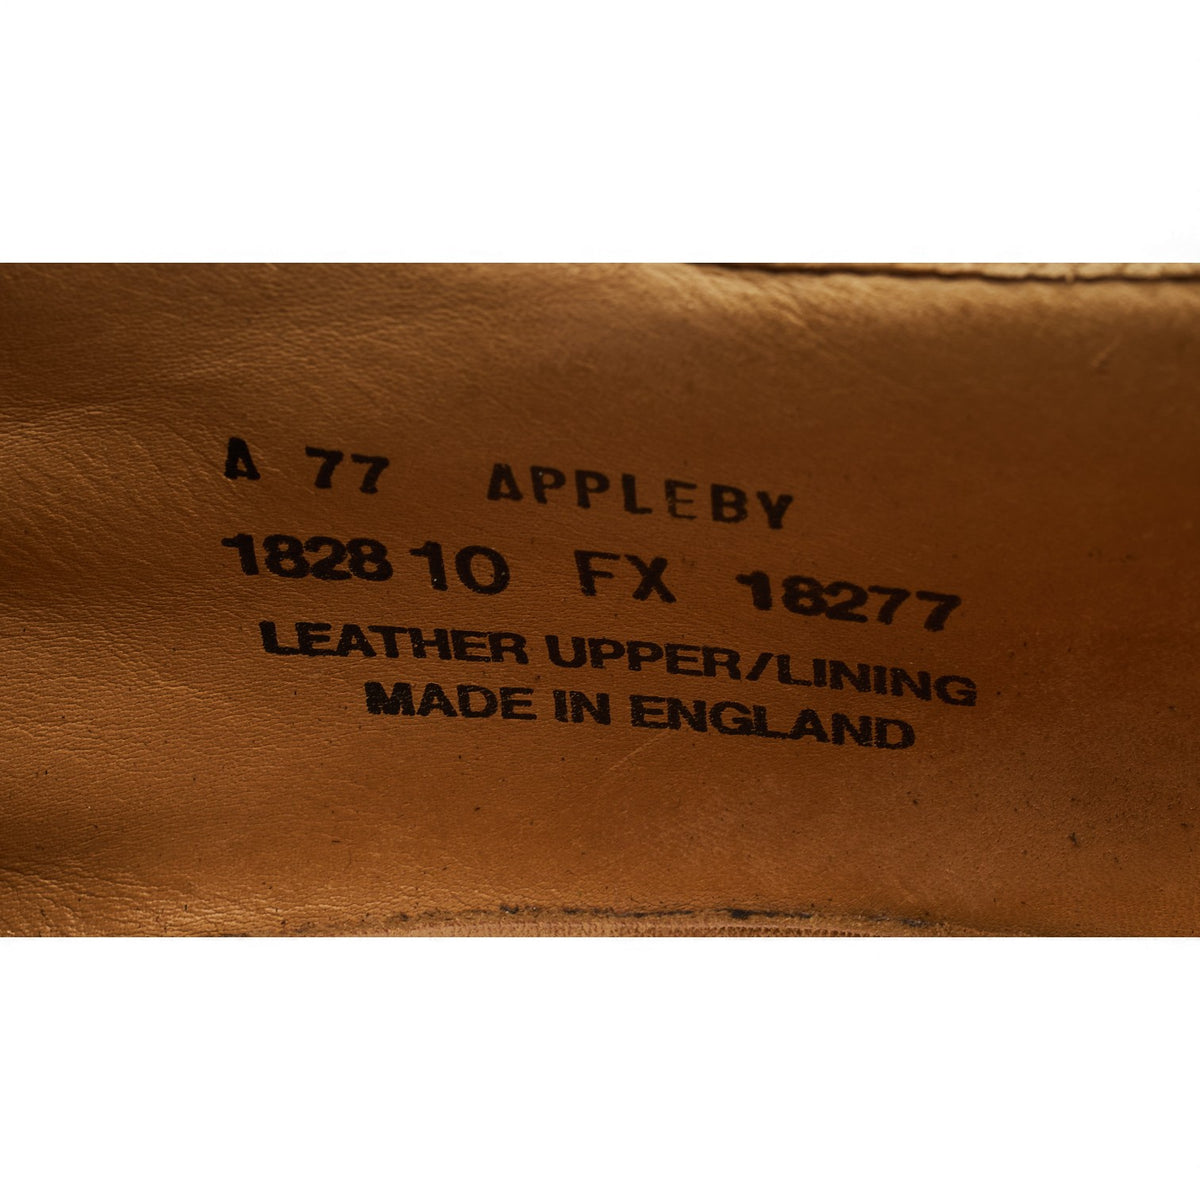 A 77 APPLEBY
1828 10 FX 18277
LEATHER UPPER/LINING
MADE IN ENGLAND